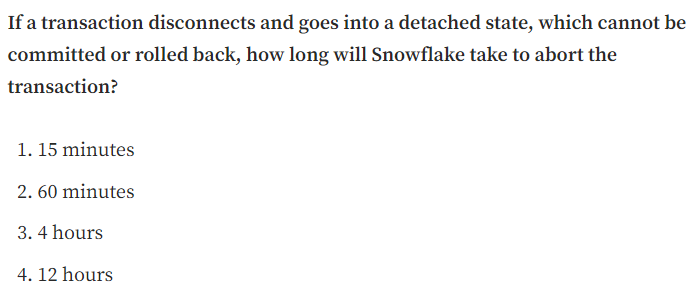 If a transaction disconnects and goes into a detached state, which cannot be
committed or rolled back, how long will Snowflake take to abort the
transaction?
1. 15 minutes
2. 60 minutes
3. 4 hours
4. 12 hours